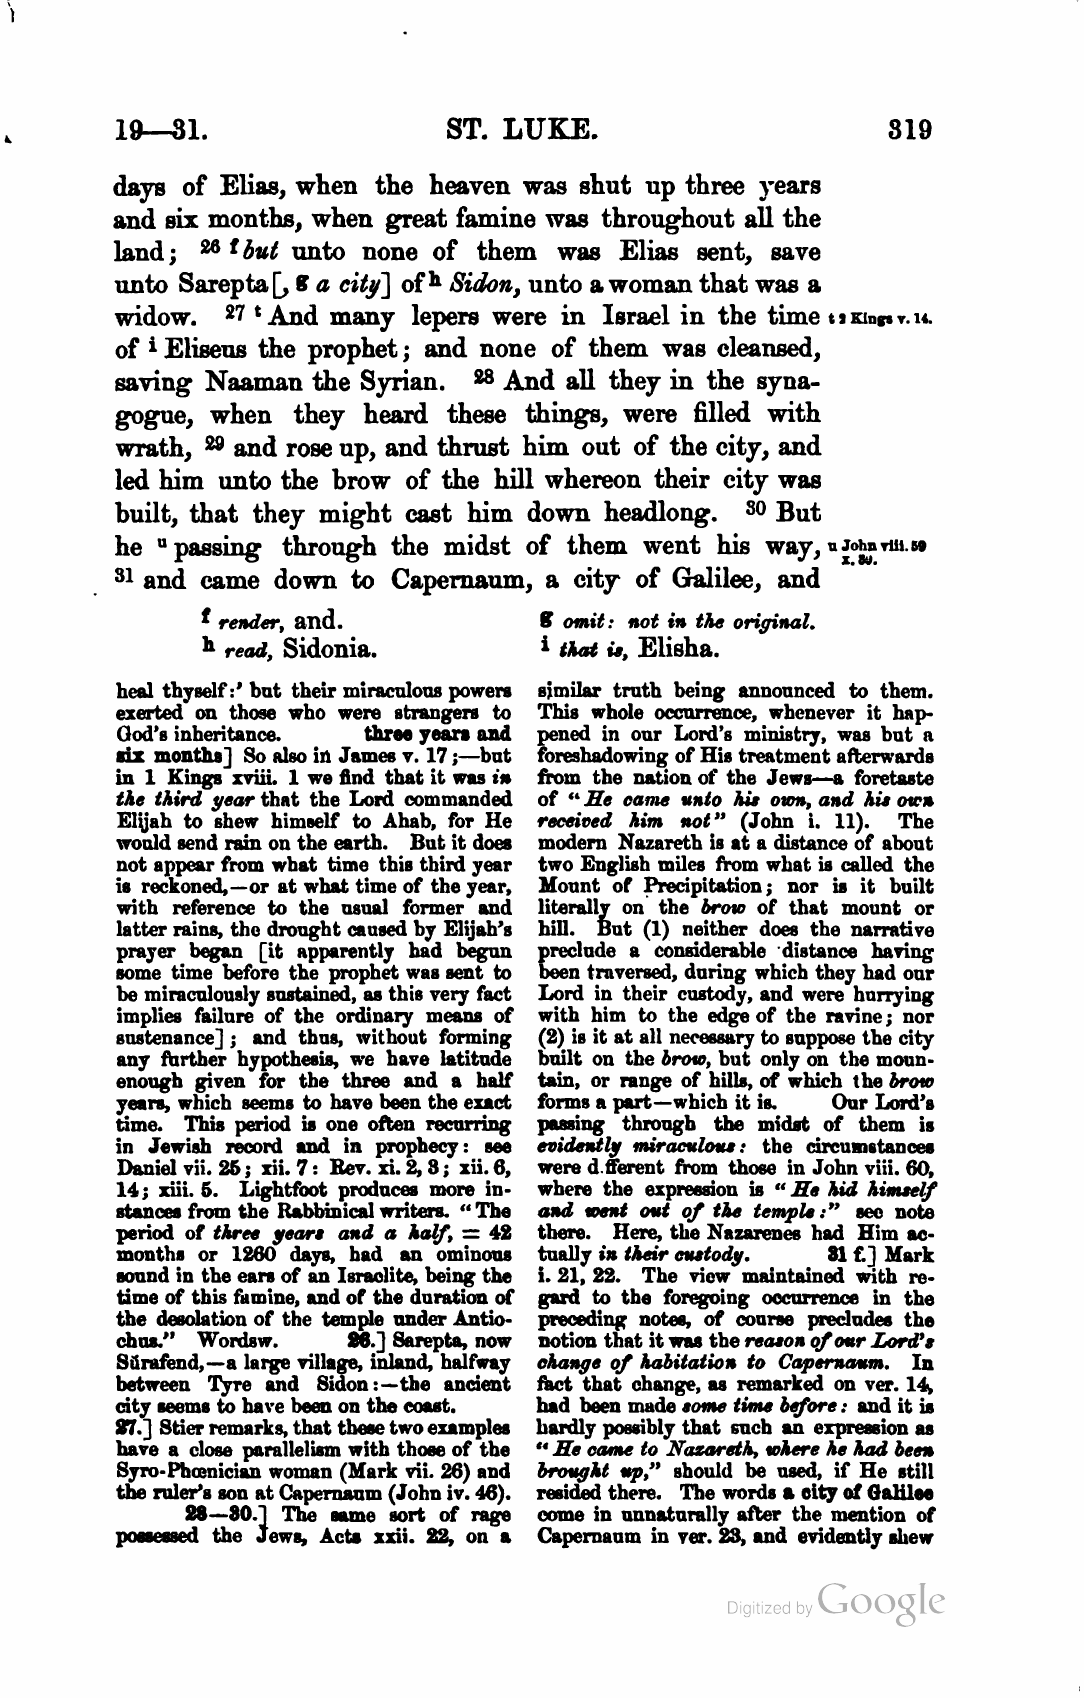 19—31. ST. LUKE. 319
days of Elias, when the heaven was shut up three years
and six months, when great famine was throughout all the
land; 26 f but unto none of them was Elias sent, save
unto Sarepta[, g a city] of h Sidon, unto a woman that was a
widow. 27 t And many lepers were in Israel in the time t 2 Kings v. 14.
of i Eliseus the prophet; and none of them was cleansed,
saving Naaman the Syrian. 28 And all they in the syna-
gogue, when they heard these things, were filled with
wrath, 29 and rose up, and thrust him out of the city, and
led him unto the brow of the hill whereon their city was
built, that they might cast him down headlong. 30 But
he u passing through the midst of them went his way, u John viii. 59
x. 39.
31 and came down to Capernaum, a city of Galilee, and
f render, and.
h read, Sidonia.
g omit: not in the original.
i that is, Elisha.
heal thyself:’ but their miraculous powers
exerted on those who were strangers to
God's inheritance. three years and
six months] So also in James v. 17;—but
in 1 Kings xviii. 1 we find that it was in
the third year that the Lord commanded
Elijah to shew himself to Ahab, for He
would send rain on the earth. But it does
not appear from what time this third year
is reckoned,—or at what time of the year,
with reference to the usual former and
latter rains, the drought caused by Elijah's
prayer began [it apparently had begun
some time before the prophet was sent to
be miraculously sustained, as this very fact
implies failure of the ordinary means of
sustenance]; and thus, without forming
any further hypothesis, we have latitude
enough given for the three and a half
years, which seems to have been the exact
time. This period is one often recurring
in Jewish record and in prophecy: see
Daniel vii. 25; xii. 7: Rev. xi. 2, 3; xii. 6,
14; xiii. 5. Lightfoot produces more in-
stances from the Rabbinical writers. “The
period of three years and a half, = 42
months or 1260 days, had an ominous
sound in the ears of an Israelite, being the
time of this famine, and of the duration of
the desolation of the temple under Antio-
chus.” Wordsw. 26.] Sarepta, now
Sŭrafend,—a large village, inland, halfway
between Tyre and Sidon:—the ancient
city seems to have been on the coast.
27.] Stier remarks, that these two examples
have a close parallelism with those of the
Syro-Phœnician woman (Mark vii. 26) and
the ruler's son at Capernaum (John iv. 46).
28—30.] The same sort of rage
possessed the Jews, Acts xxii. 22, on a
similar truth being announced to them.
This whole occurrence, whenever it hap-
pened in our Lord's ministry, was but a
foreshadowing of His treatment afterwards
from the nation of the Jews—a foretaste
of “He came unto his own, and his own
received him not” (John i. 11). The
modern Nazareth is at a distance of about
two English miles from what is called the
Mount of Precipitation; nor is it built
literally on the brow of that mount or
hill. But (1) neither does the narrative
preclude a considerable distance having
been traversed, during which they had our
Lord in their custody, and were hurrying
with him to the edge of the ravine; nor
(2) is it at all necessary to suppose the city
built on the brow, but only on the moun-
tain, or range of hills, of which the brow
forms a part—which it is. Our Lord's
passing through the midst of them is
evidently miraculous: the circumstances
were d.fferent from those in John viii. 60,
where the expression is “He hid himself
and went out of the temple:” see note
there. Here, the Nazarenes had Him ac-
tually in their custody. 31 f.] Mark
i. 21, 22. The view maintained with re-
gard to the foregoing occurrence in the
preceding notes, of course precludes the
notion that it was the reason of our Lord's
change of habitation to Capernaum. In
fact that change, as remarked on ver. 14,
had been made some time before: and it is
hardly possibly that such an expression as
“He came to Nazareth, where he had been
brought up,” should be used, if He still
resided there. The words a city of Galilee
come in unnaturally after the mention of
Capernaum in ver. 23, and evidently shew
Digitized by Google